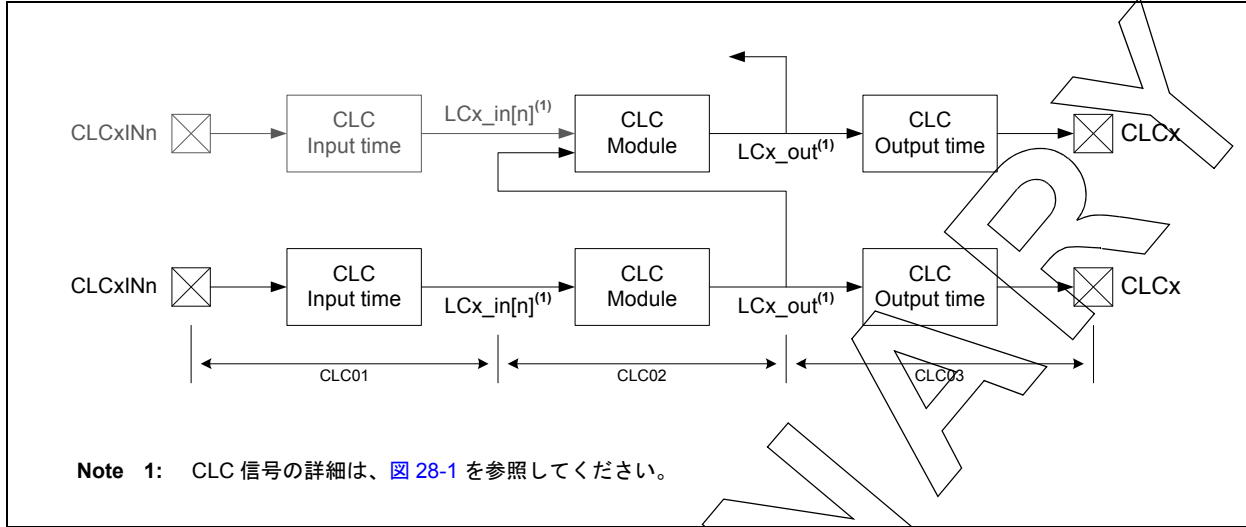 CLCxINn
CLC
Input time
LCx_in[n](1)
CLC
Module
LCx_out(1)
CLC
Output time
CLCx
CLCxINn
CLC
Input time
LCx_in[n](1)
CLC
Module
LCx_out(1)
CLC
Output time
CLCx
CLC01
CLC02
CLC03
Note 1: CLC 信号の詳細は、図 28-1 を参照してください。
ARY